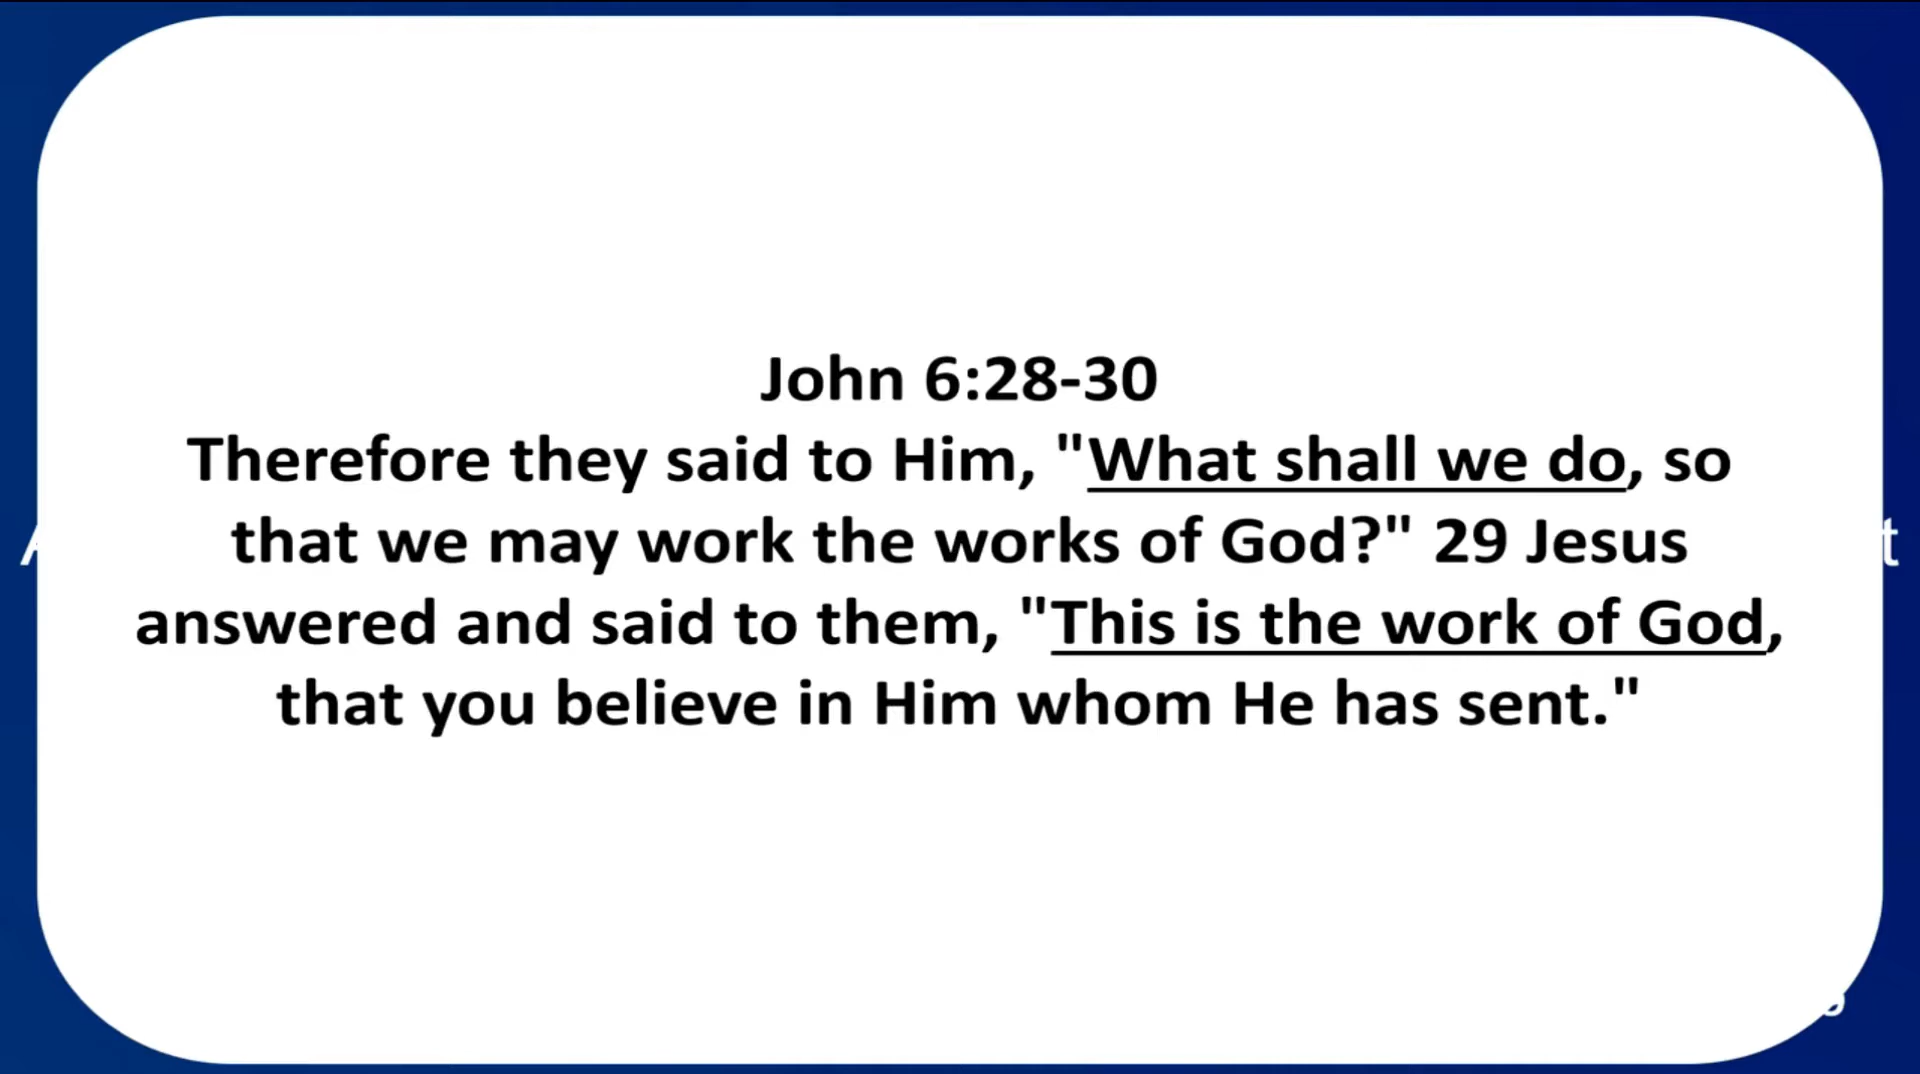 John 6:28-30
Therefore they said to Him, "What shall we do, so
that we may work the works of God?" 29 Jesus
answered and said to them, "This is the work of God,
that you believe in Him whom He has sent."